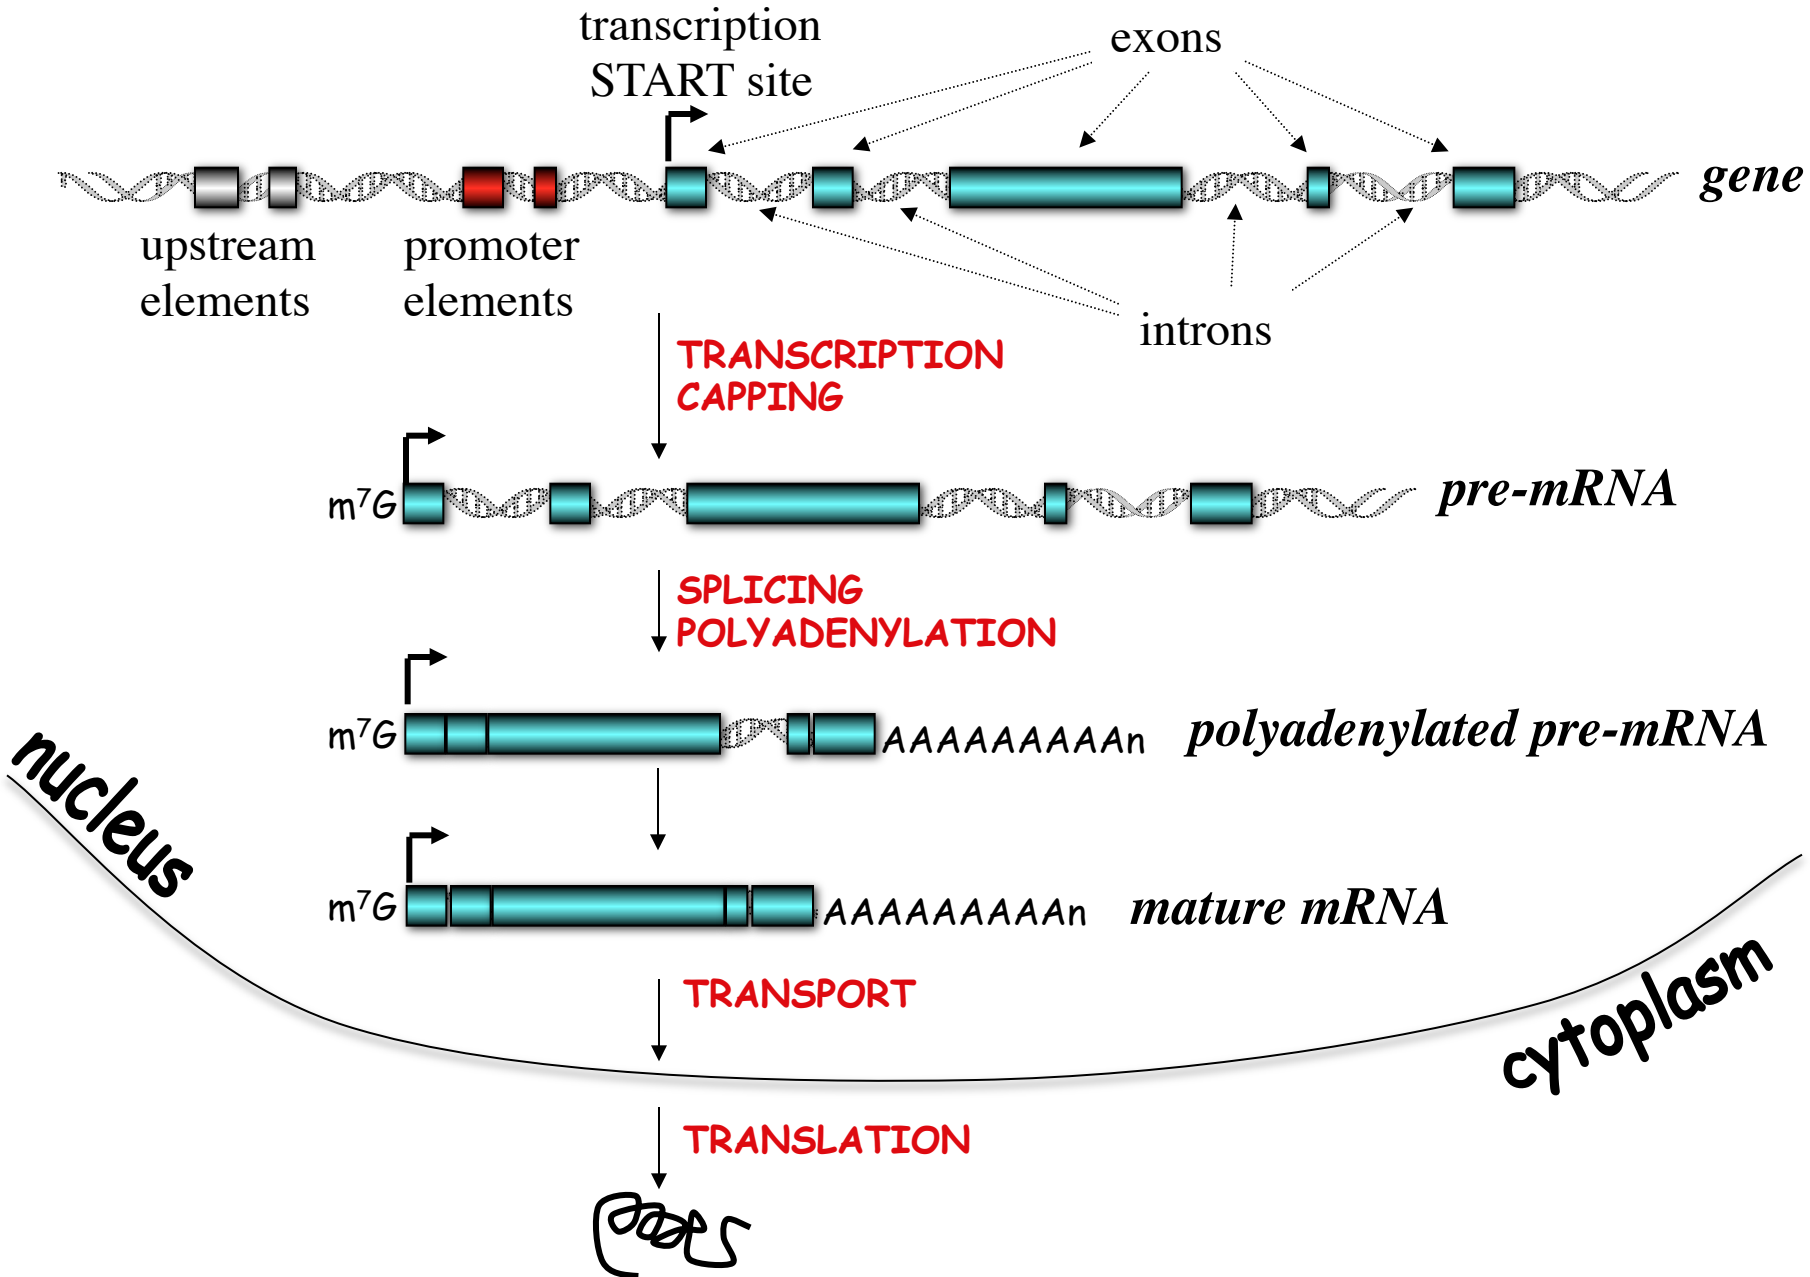 transcription
START site
exons
gene
upstream
elements
promoter
elements
introns
TRANSCRIPTION
CAPPING
m⁷G
pre-mRNA
SPLICING
POLYADENYLATION
m⁷G
AAAAAAAAAn
polyadenylated pre-mRNA
nucleus
m⁷G
AAAAAAAAAn
mature mRNA
TRANSPORT
cytoplasm
TRANSLATION